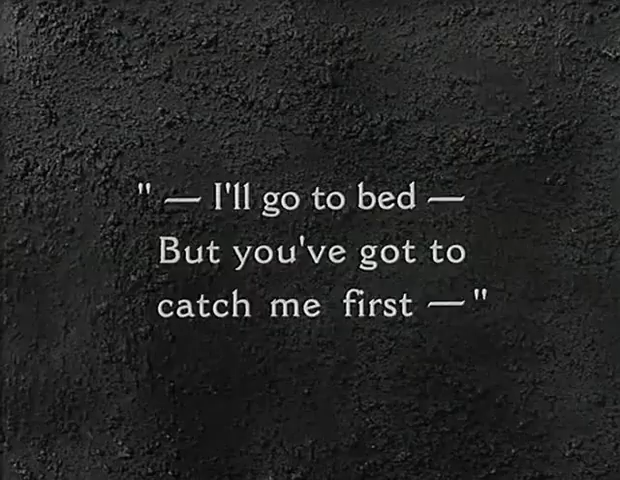 " — I'll go to bed —
But you've got to
catch me first — "